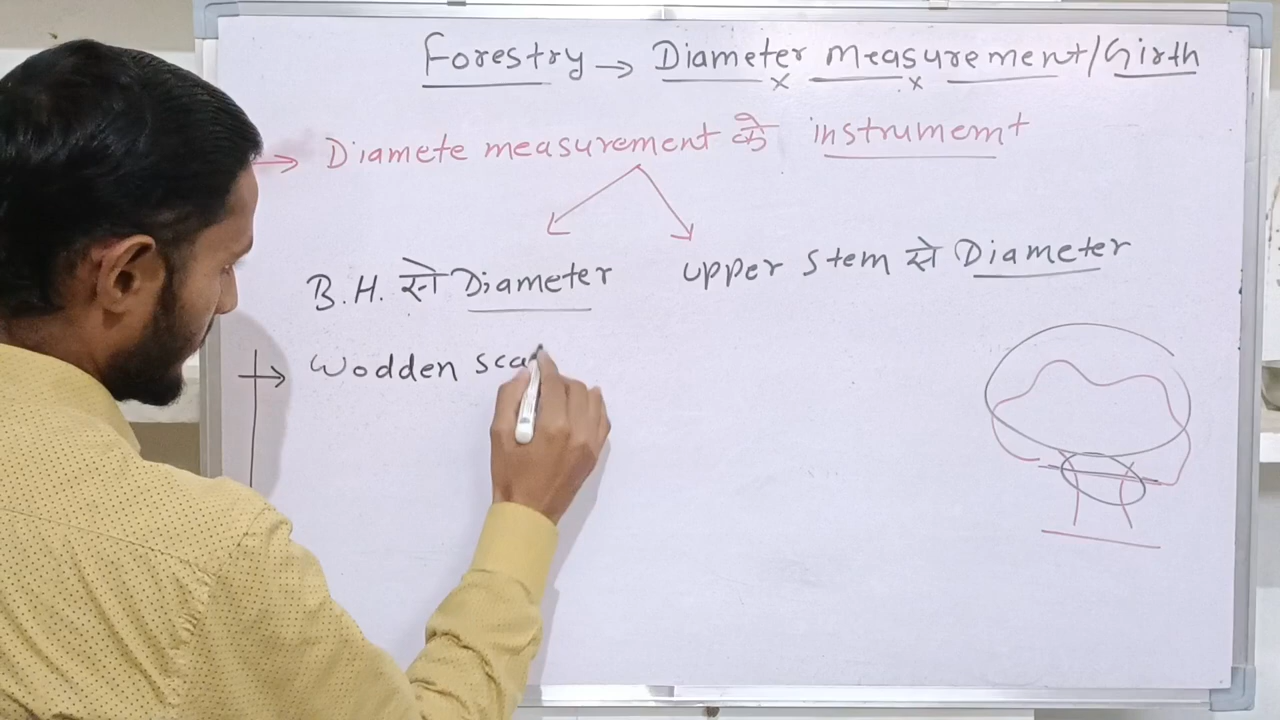 Forestry → Diameter measurement/Girth
→ Diamete measurement के instrument
B.H. से Diameter
upper stem से Diameter
→ wodden sca